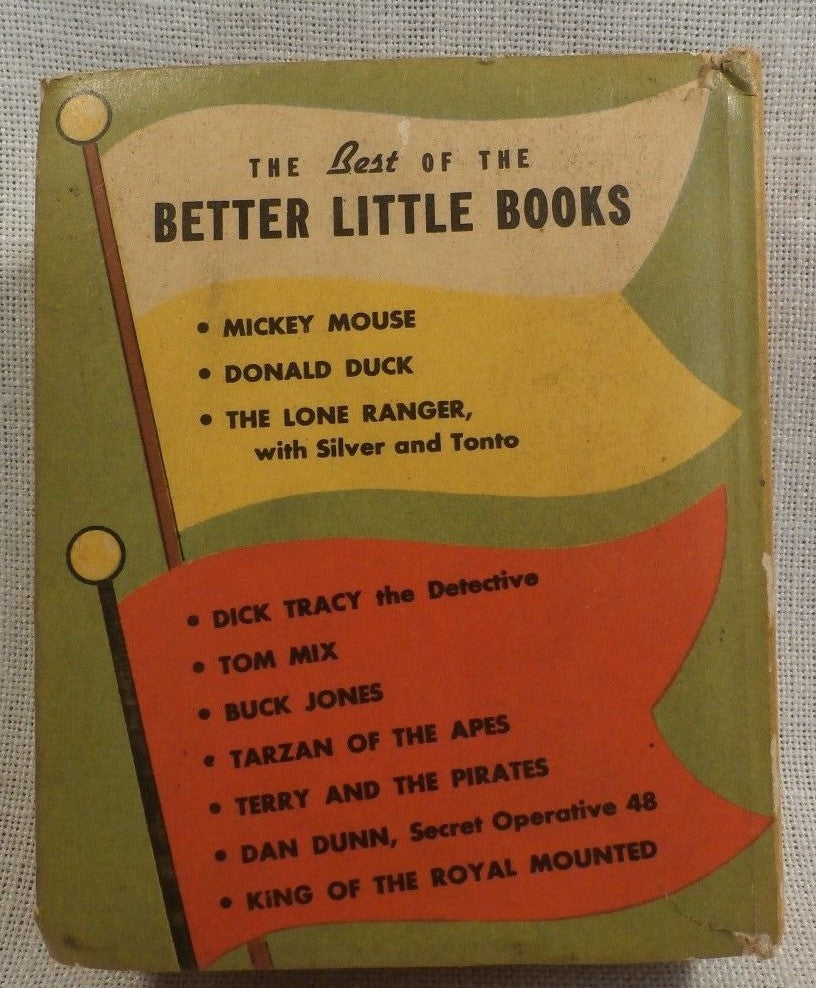 THE Best OF THE
BETTER LITTLE BOOKS
• MICKEY MOUSE
• DONALD DUCK
• THE LONE RANGER,
with Silver and Tonto
• DICK TRACY the Detective
• TOM MIX
• BUCK JONES
• TARZAN OF THE APES
• TERRY AND THE PIRATES
• DAN DUNN, Secret Operative 48
• KiNG OF THE ROYAL MOUNTED